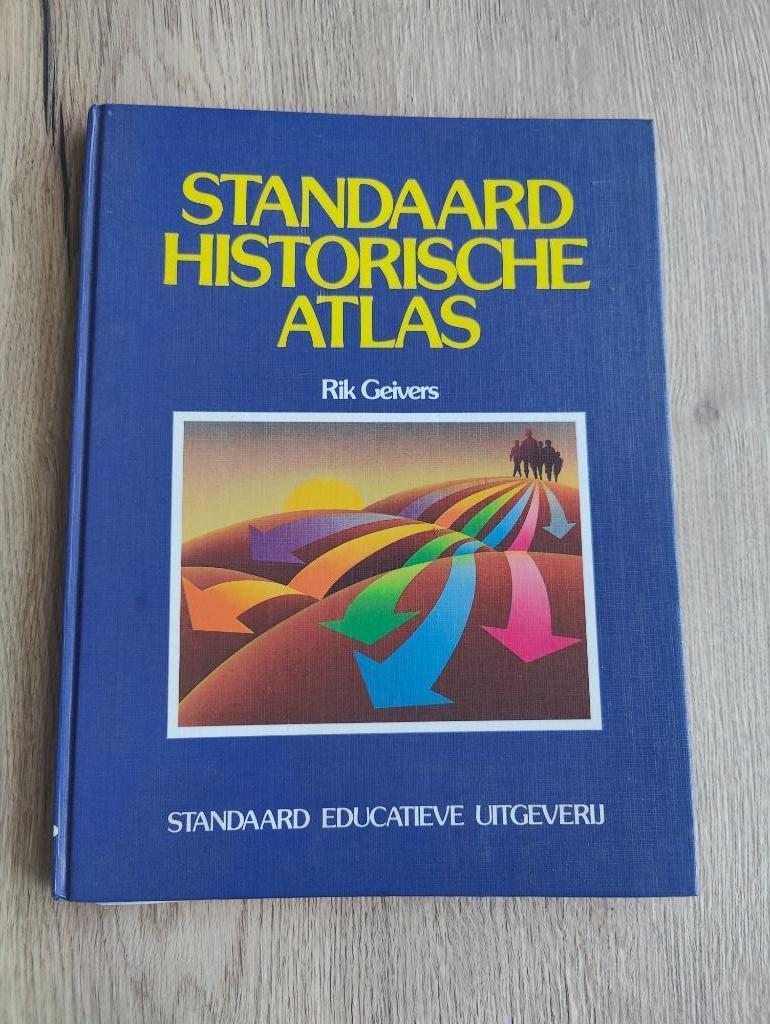 STANDAARD
HISTORISCHE
ATLAS
Rik Geivers
STANDAARD EDUCATIEVE UITGEVERIJ